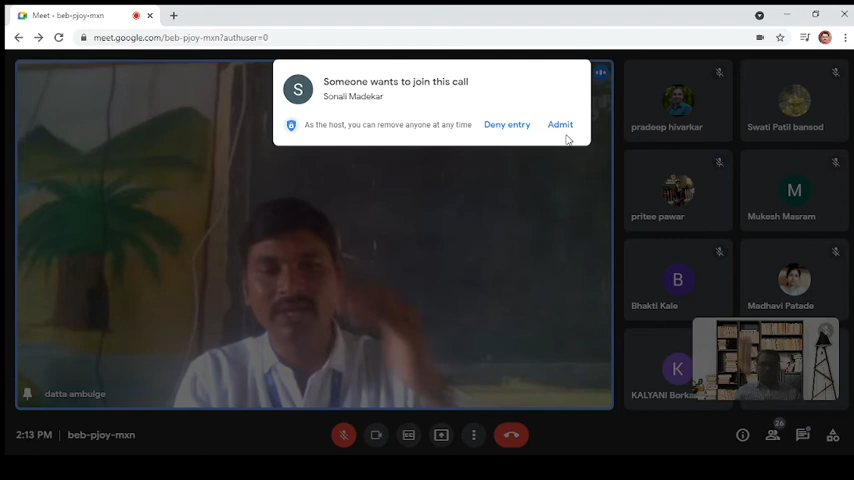 Meet - beb-pjoy-mxn
meet.google.com/beb-pjoy-mxn?authuser=0
Someone wants to join this call
S
Sonali Madekar
As the host, you can remove anyone at any time
Deny entry
Admit
pradeep hivarkar
Swati Patil bansod
pritee pawar
M
Mukesh Masram
B
Bhakti Kale
Madhavi Patade
K
KALYANI
datta ambulge
2:13 PM | beb-pjoy-mxn
26